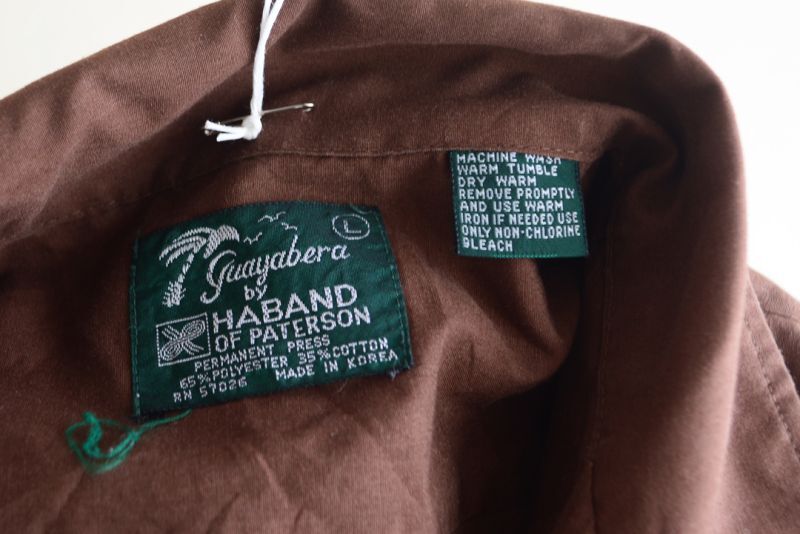 Guayabera L
by
HABAND
OF PATERSON
PERMANENT PRESS
65% POLYESTER 35% COTTON
RN 57026 MADE IN KOREA
MACHINE WASH
WARM TUMBLE
DRY WARM
REMOVE PROMPTLY
AND USE WARM
IRON IF NEEDED USE
ONLY NON-CHLORINE
BLEACH